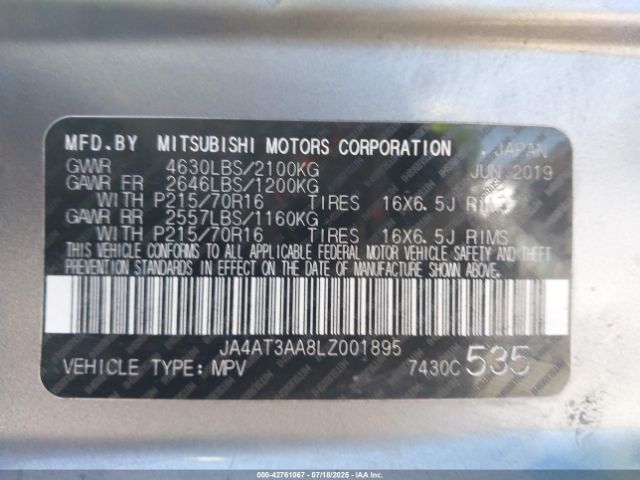 MFD.BY MITSUBISHI MOTORS CORPORATION JAPAN
GVWR 4630LBS/2100KG JUN 2019
GAWR FR 2646LBS/1200KG
WITH P215/70R16 TIRES 16X6.5J RIMS
GAWR RR 2557LBS/1160KG
WITH P215/70R16 TIRES 16X6.5J RIMS
THIS VEHICLE CONFORMS TO ALL APPLICABLE FEDERAL MOTOR VEHICLE SAFETY AND THEFT
PREVENTION STANDARDS IN EFFECT ON THE DATE OF MANUFACTURE SHOWN ABOVE.
JA4AT3AA8LZ001895
VEHICLE TYPE: MPV 7430C 535
000-42761067 07/18/2025 IAA Inc.